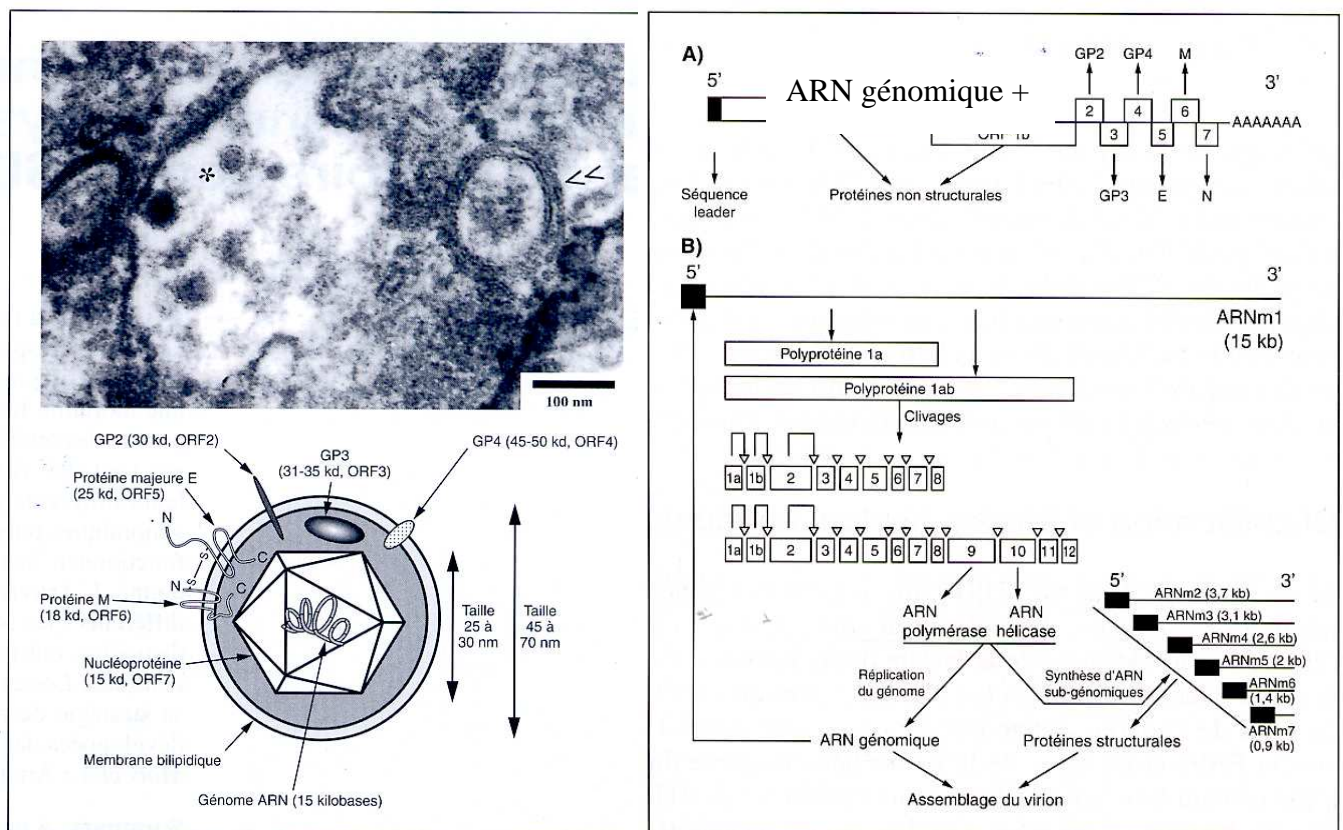 100 nm
GP2 (30 kd, ORF2)
GP3
(31-35 kd, ORF3)
GP4 (45-50 kd, ORF4)
Protéine majeure E
(25 kd, ORF5)
N
C
S
S
N
C
Protéine M
(18 kd, ORF6)
Taille
25 à
30 nm
Taille
45 à
70 nm
Nucléoprotéine
(15 kd, ORF7)
Membrane bilipidique
Génome ARN (15 kilobases)
A)
GP2 GP4 M
5'
ARN génomique +
3'
2 4 6
AAAAAAA
3 5 7
Séquence
leader
Protéines non structurales
GP3 E N
B)
5'
3'
ARNm1
(15 kb)
Polyprotéine 1a
Polyprotéine 1ab
Clivages
1a 1b 2 3 4 5 6 7 8
1a 1b 2 3 4 5 6 7 8 9 10 11 12
5'
3'
ARNm2 (3,7 kb)
ARNm3 (3,1 kb)
ARNm4 (2,6 kb)
ARNm5 (2 kb)
ARNm6
(1,4 kb)
ARNm7
(0,9 kb)
ARN
polymérase
ARN
hélicase
Réplication
du génome
Synthèse d'ARN
sub-génomiques
ARN génomique
Protéines structurales
Assemblage du virion